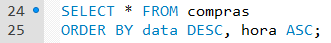 24 SELECT * FROM compras
25 ORDER BY data DESC, hora ASC;